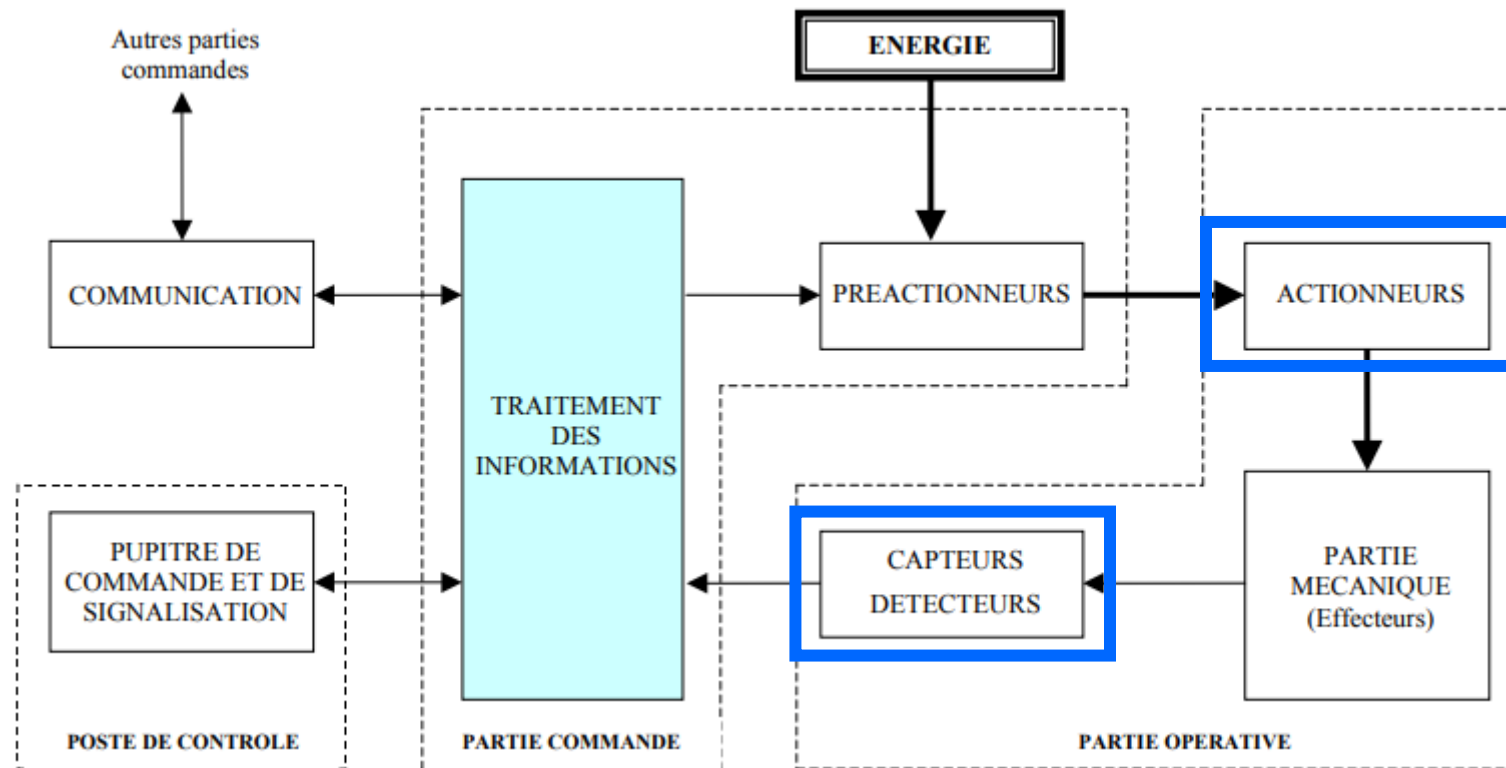 Autres parties
commandes
ENERGIE
COMMUNICATION
PREACTIONNEURS
ACTIONNEURS
TRAITEMENT
DES
INFORMATIONS
PUPITRE DE
COMMANDE ET DE
SIGNALISATION
CAPTEURS
DETECTEURS
PARTIE
MECANIQUE
(Effecteurs)
POSTE DE CONTROLE
PARTIE COMMANDE
PARTIE OPERATIVE